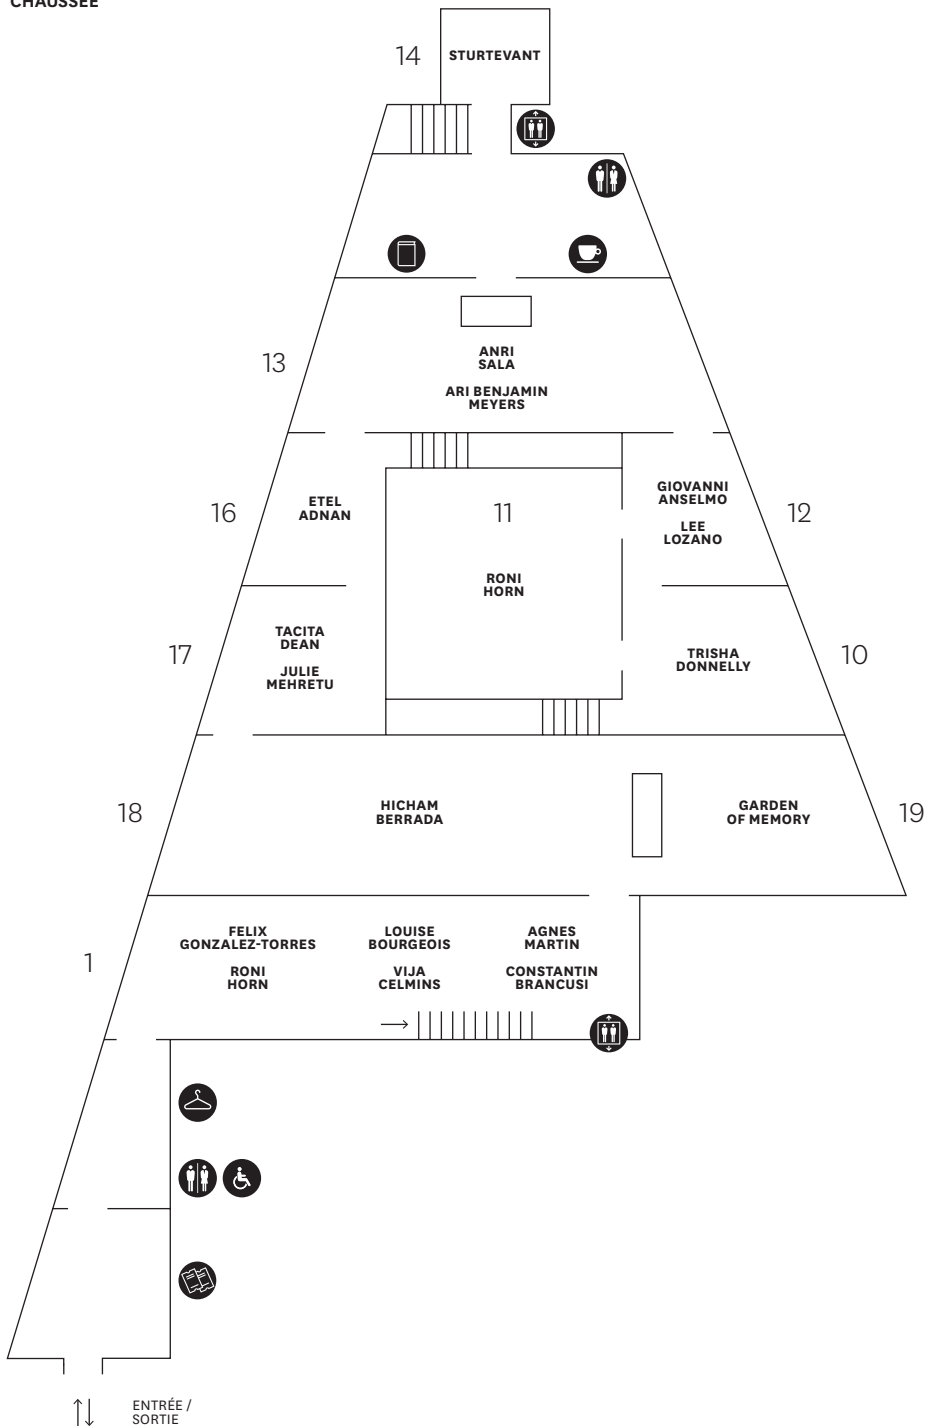 CHAUSSÉE
14
STURTEVANT
13
ANRI
SALA
ARI BENJAMIN
MEYERS
16
ETEL
ADNAN
11
RONI
HORN
GIOVANNI
ANSELMO
LEE
LOZANO
12
17
TACITA
DEAN
JULIE
MEHRETU
TRISHA
DONNELLY
10
18
HICHAM
BERRADA
GARDEN
OF MEMORY
19
1
FELIX
GONZALEZ-TORRES
RONI
HORN
LOUISE
BOURGEOIS
VIJA
CELMINS
AGNES
MARTIN
CONSTANTIN
BRANCUSI
ENTRÉE /
SORTIE